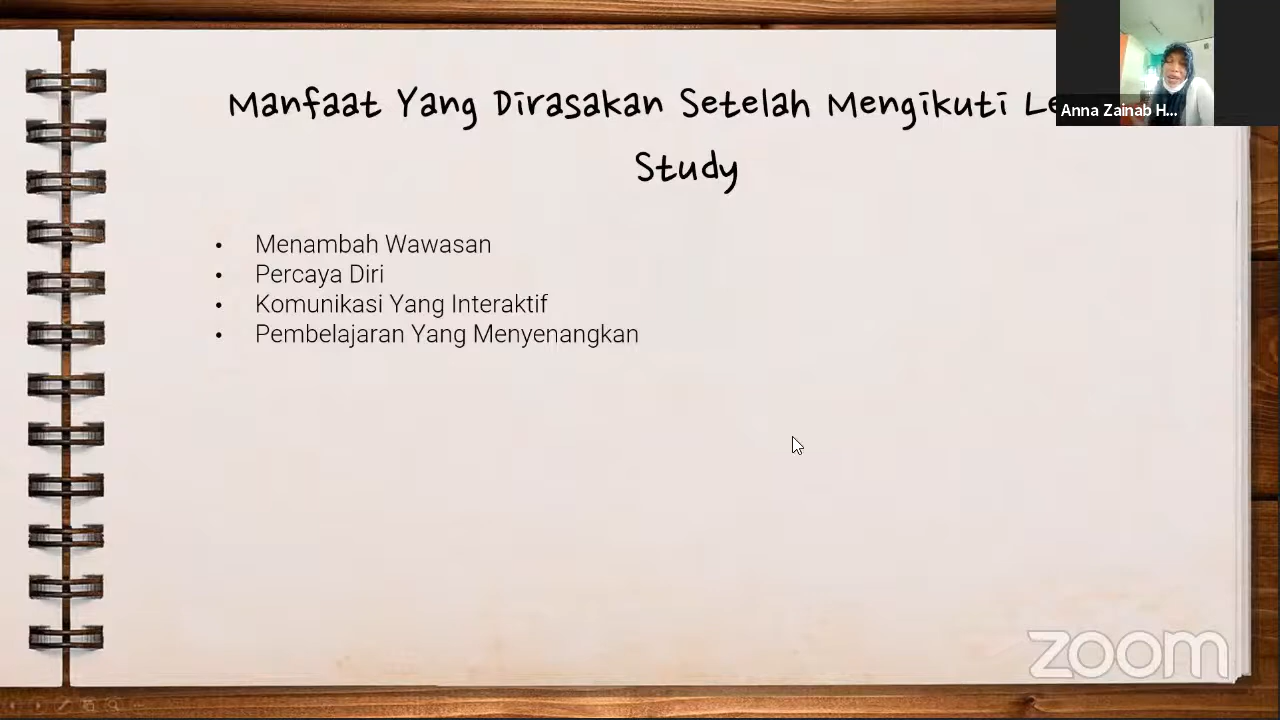 Manfaat Yang Dirasakan Setelah Mengikuti
Study
• Menambah Wawasan
• Percaya Diri
• Komunikasi Yang Interaktif
• Pembelajaran Yang Menyenangkan
Anna Zainab H...
zoom